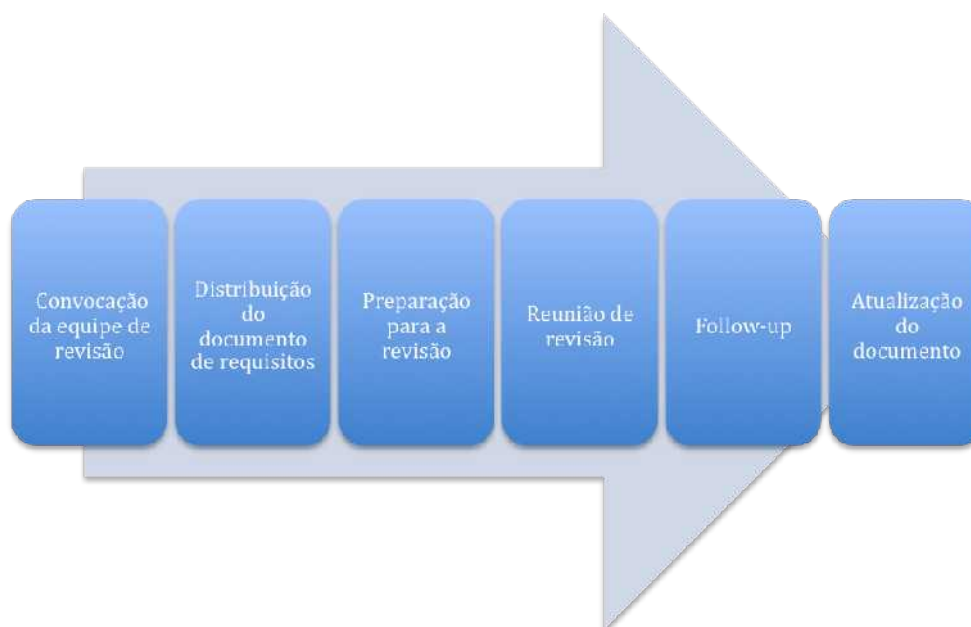 Convocação
da equipe de
revisão
Distribuição
do
documento
de requisitos
Preparação
para a
revisão
Reunião de
revisão
Follow-up
Atualização
do
documento